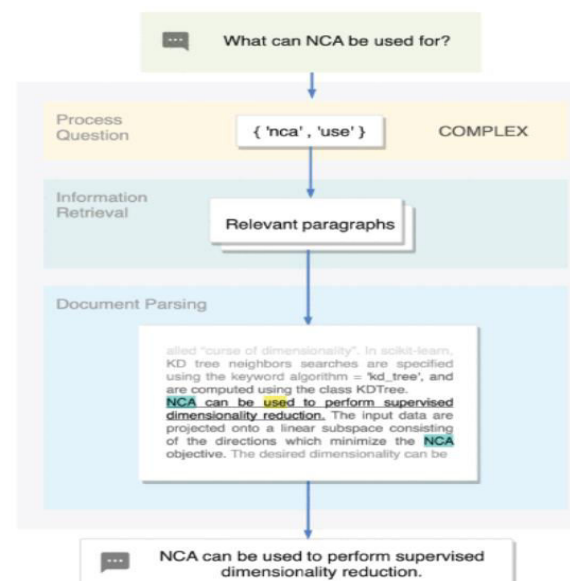 What can NCA be used for?
Process
Question
{ 'nca' , 'use' }
COMPLEX
Information
Retrieval
Relevant paragraphs
Document Parsing
alled "curse of dimensionality". In scikit-learn,
KD tree neighbors searches are specified
using the keyword algorithm = 'kd_tree', and
are computed using the class KDTree.
NCA can be used to perform supervised
dimensionality reduction. The input data are
projected onto a linear subspace consisting
of the directions which minimize the NCA
objective. The desired dimensionality can be
NCA can be used to perform supervised
dimensionality reduction.